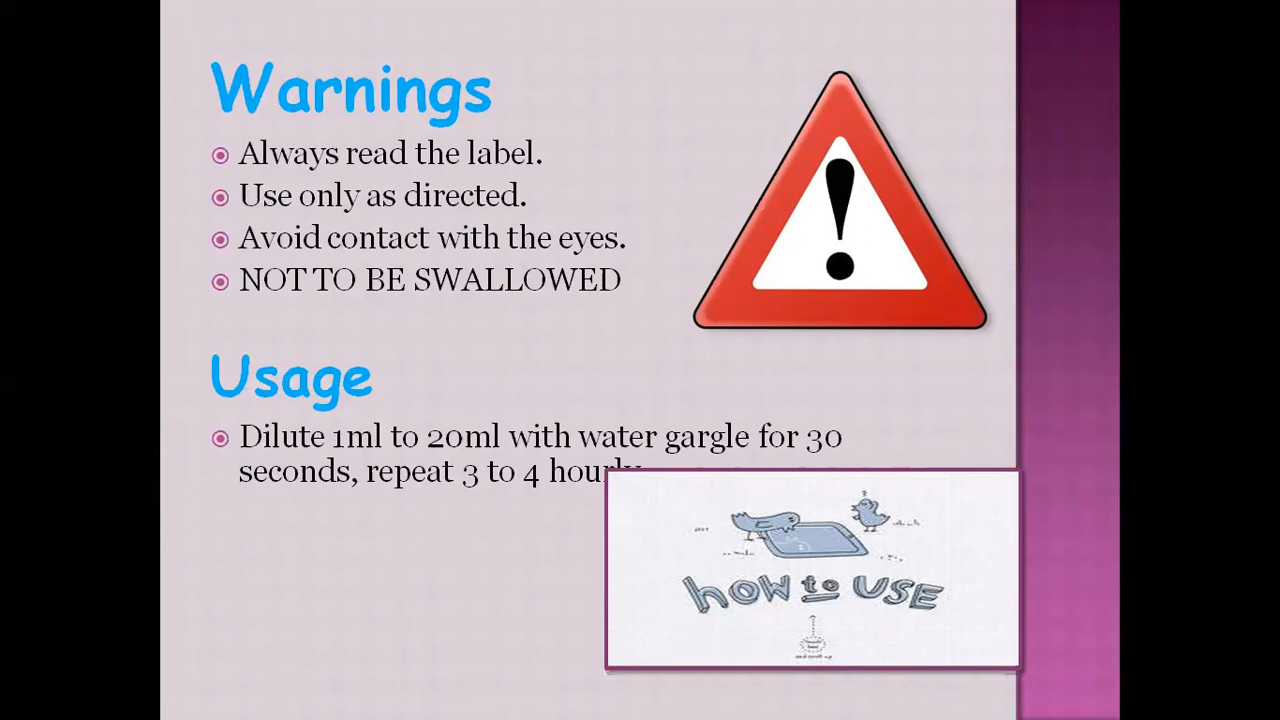 Warnings
Always read the label.
Use only as directed.
Avoid contact with the eyes.
NOT TO BE SWALLOWED
Usage
Dilute 1ml to 20ml with water gargle for 30
seconds, repeat 3 to 4 hourly
how to USE